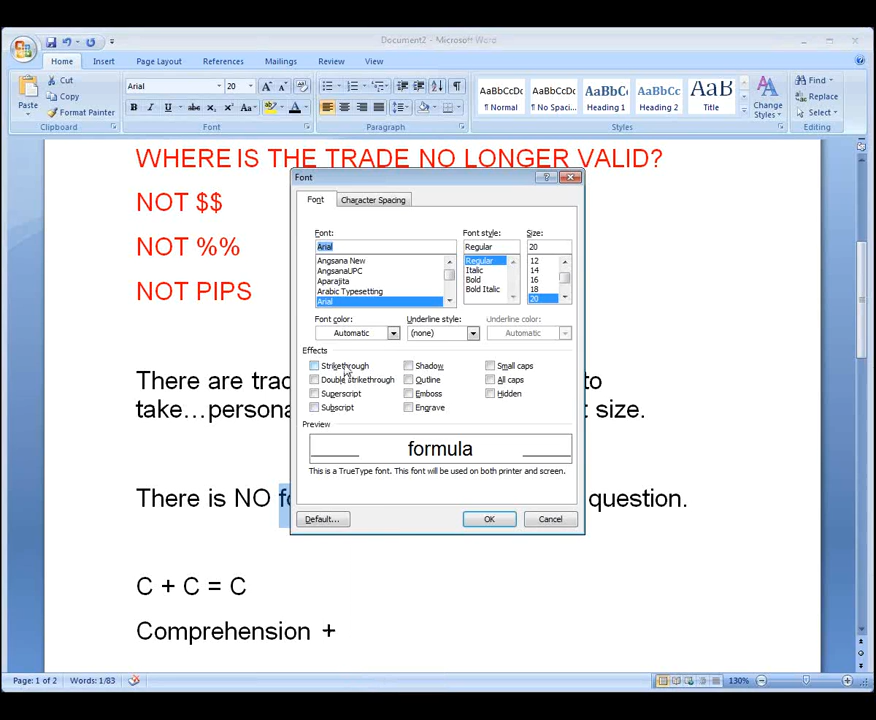 Document2 - Microsoft Word
Home Insert Page Layout References Mailings Review View
Paste
Cut
Copy
Format Painter
Clipboard
Arial 20
Font
Paragraph
AaBbCcDc AaBbCcDc AaBbC AaBbCc AaB
¶ Normal ¶ No Spaci... Heading 1 Heading 2 Title
Change Styles
Styles
Find
Replace
Select
Editing
WHERE IS THE TRADE NO LONGER VALID?
NOT $$
NOT %%
NOT PIPS
There are trad to
take…persona t size.
There is NO fo question.
C + C = C
Comprehension +
Font
Font Character Spacing
Font: Font style: Size:
Arial Regular 20
Angsana New Regular 12
AngsanaUPC Italic 14
Aparajita Bold 16
Arabic Typesetting Bold Italic 18
Arial 20
Font color: Underline style: Underline color:
Automatic (none) Automatic
Effects
Strikethrough Shadow Small caps
Double strikethrough Outline All caps
Superscript Emboss Hidden
Subscript Engrave
Preview
formula
This is a TrueType font. This font will be used on both printer and screen.
Default... OK Cancel
Page: 1 of 2 Words: 1/83 130%